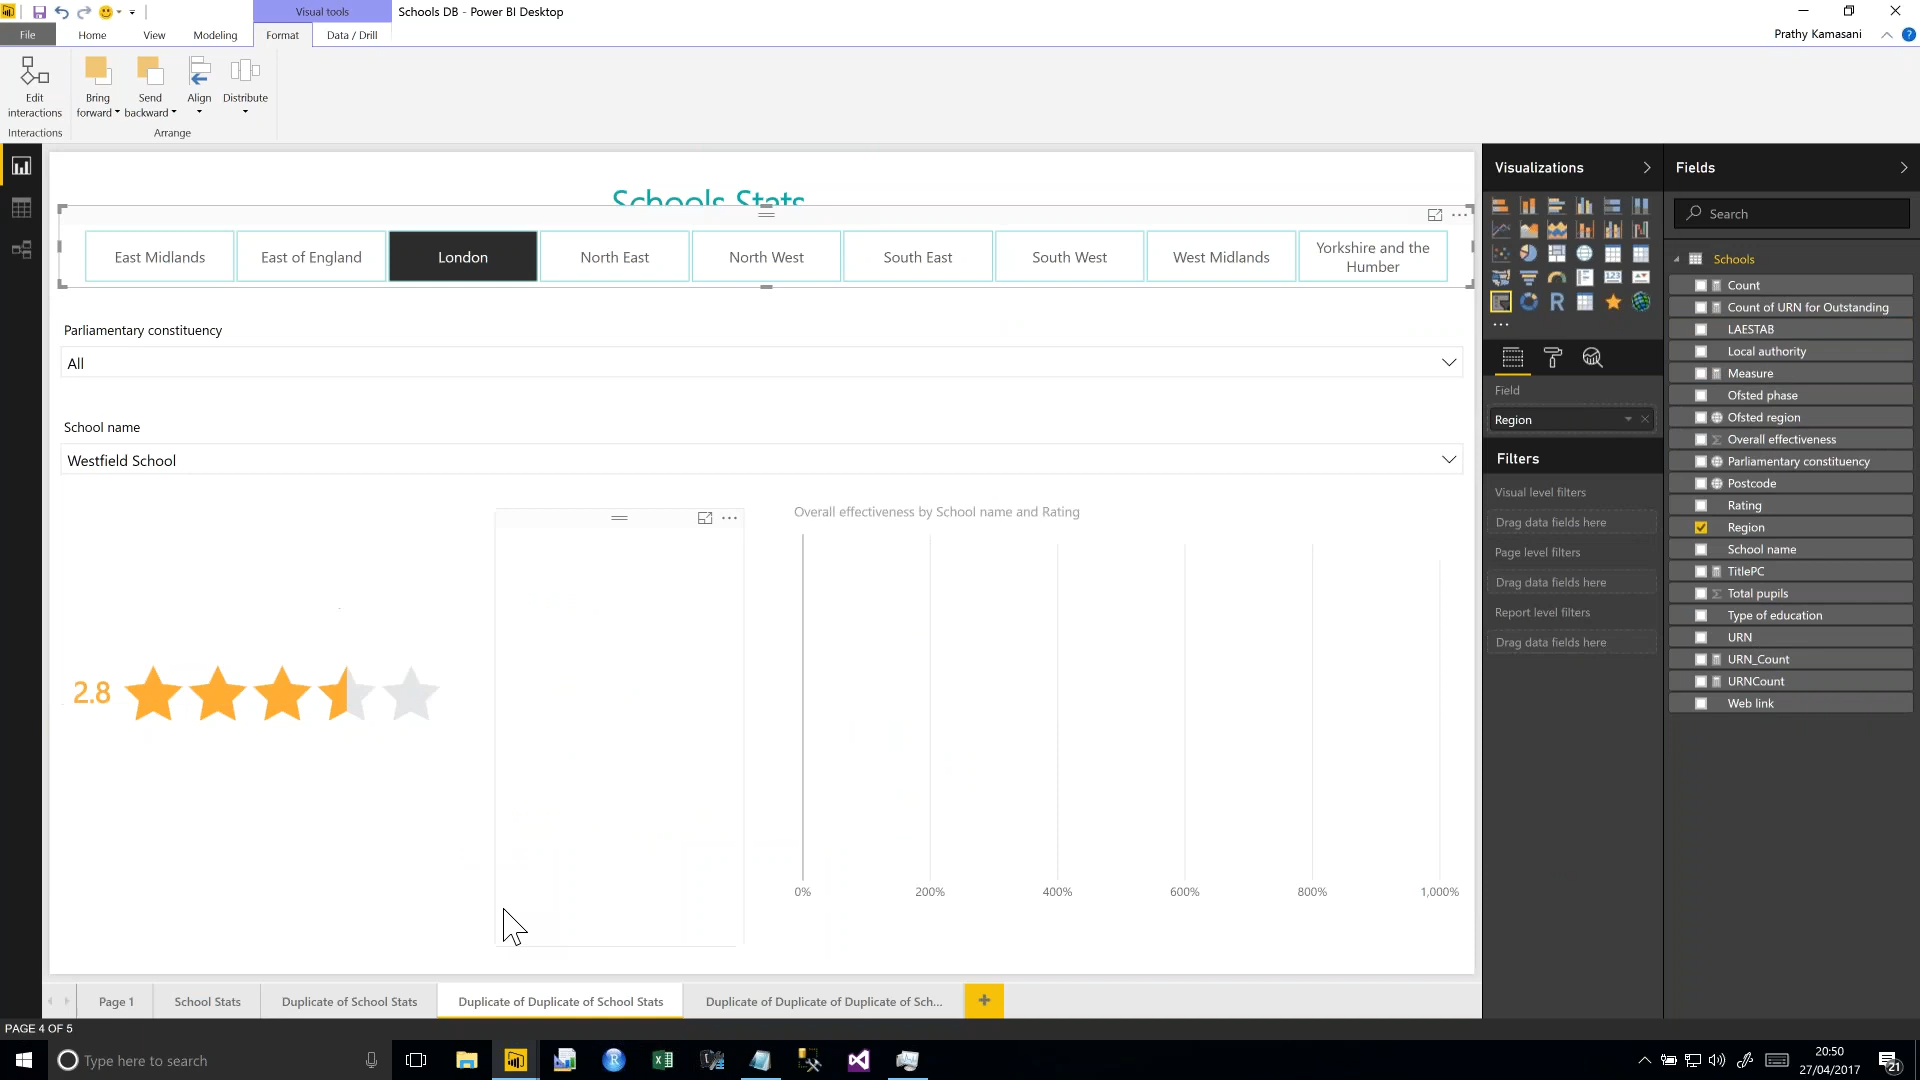 Visual tools
Schools DB - Power BI Desktop
File
Home
View
Modeling
Format
Data / Drill
Prathy Kamasani
Edit
interactions
Bring
forward
Send
backward
Align
Distribute
Interactions
Arrange
Schools Stats
East Midlands
East of England
London
North East
North West
South East
South West
West Midlands
Yorkshire and the
Humber
Parliamentary constituency
All
School name
Westfield School
2.8
Overall effectiveness by School name and Rating
0%
200%
400%
600%
800%
1,000%
Visualizations
Field
Region
Filters
Visual level filters
Drag data fields here
Page level filters
Drag data fields here
Report level filters
Drag data fields here
Fields
Search
Schools
Count
Count of URN for Outstanding
LAESTAB
Local authority
Measure
Ofsted phase
Ofsted region
Overall effectiveness
Parliamentary constituency
Postcode
Rating
Region
School name
TitlePC
Total pupils
Type of education
URN
URN_Count
URNCount
Web link
Page 1
School Stats
Duplicate of School Stats
Duplicate of Duplicate of School Stats
Duplicate of Duplicate of Duplicate of Sch...
PAGE 4 OF 5
Type here to search
20:50
27/04/2017
21